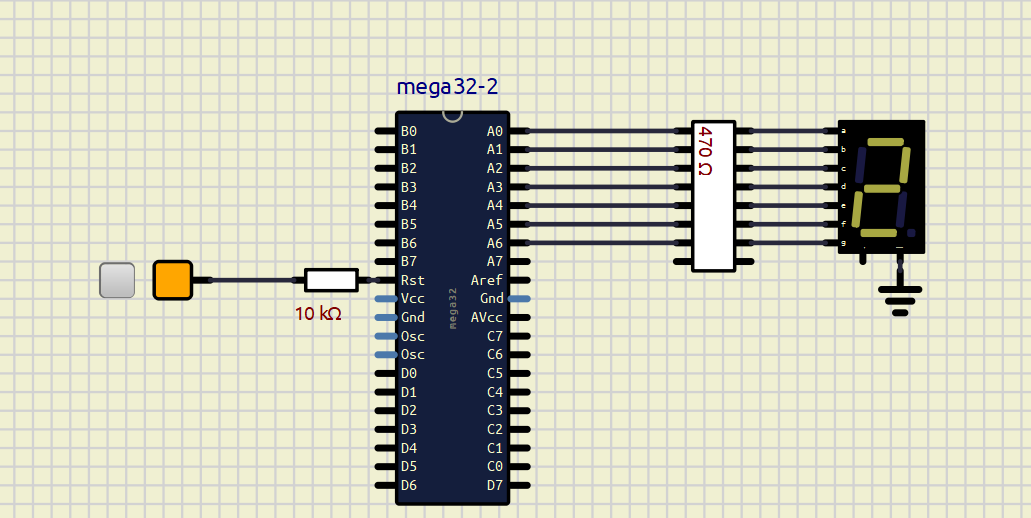 mega32-2
B0 A0
B1 A1
B2 A2
B3 A3
B4 A4
B5 A5
B6 A6
B7 A7
Rst Aref
Vcc Gnd
Gnd AVcc
Osc C7
Osc C6
D0 C5
D1 C4
D2 C3
D3 C2
D4 C1
D5 C0
D6 D7
mega32
10 kΩ
470 Ω
a
b
c
d
e
f
g